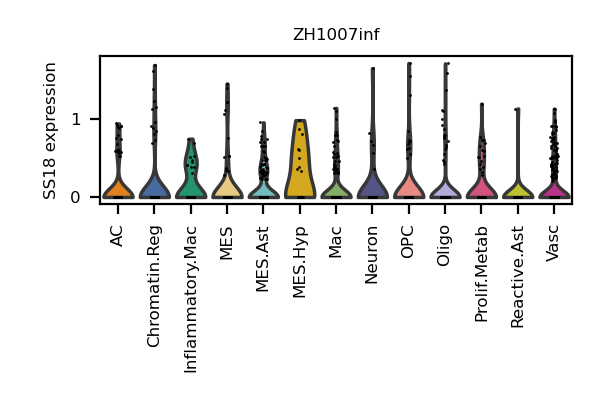 ZH1007inf
SS18 expression
1
0
AC
Chromatin.Reg
Inflammatory.Mac
MES
MES.Ast
MES.Hyp
Mac
Neuron
OPC
Oligo
Prolif.Metab
Reactive.Ast
Vasc